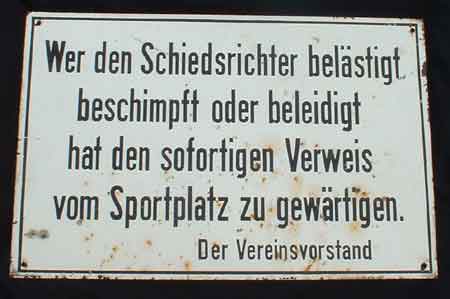 Wer den Schiedsrichter belästigt
beschimpft oder beleidigt
hat den sofortigen Verweis
vom Sportplatz zu gewärtigen.
Der Vereinsvorstand